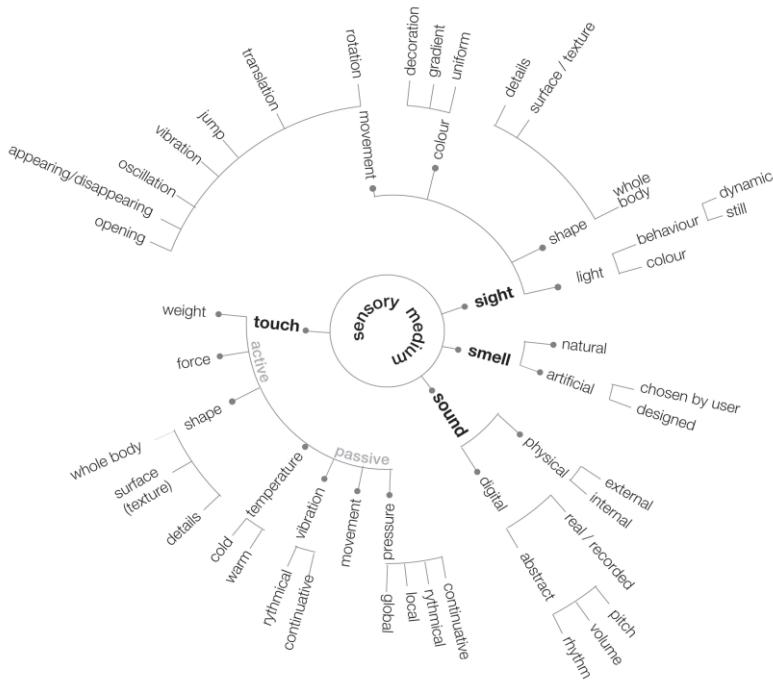 sensory medium
sight
movement
rotation
translation
jump
vibration
oscillation
appearing/disappearing
opening
colour
decoration
gradient
uniform
shape
details
surface / texture
whole
body
light
behaviour
dynamic
still
colour
smell
natural
artificial
chosen by user
designed
sound
physical
external
internal
digital
real / recorded
abstract
pitch
volume
rhythm
touch
active
weight
force
shape
whole body
surface
(texture)
details
passive
temperature
cold
warm
vibration
rythmical
continuative
movement
pressure
global
local
rythmical
continuative